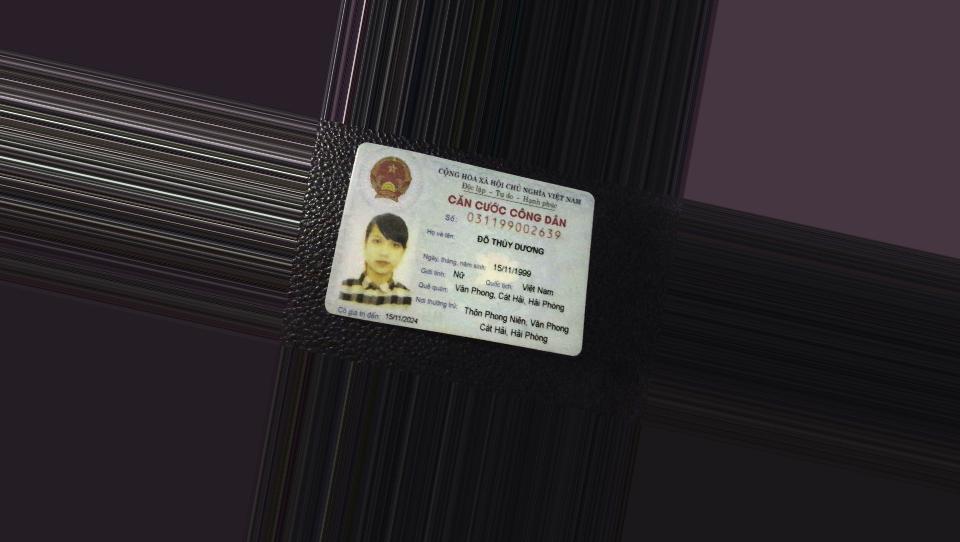 CỘNG HÒA XÃ HỘI CHỦ NGHĨA VIỆT NAM
Độc lập - Tự do - Hạnh phúc
CĂN CƯỚC CÔNG DÂN
Số: 031199002639
Họ và tên: ĐỖ THÙY DƯƠNG
Ngày, tháng, năm sinh: 15/11/1999
Giới tính: Nữ Quốc tịch: Việt Nam
Quê quán: Văn Phong, Cát Hải, Hải Phòng
Nơi thường trú: Thôn Phong Niên, Văn Phong
Cát Hải, Hải Phòng
Có giá trị đến: 15/11/2024